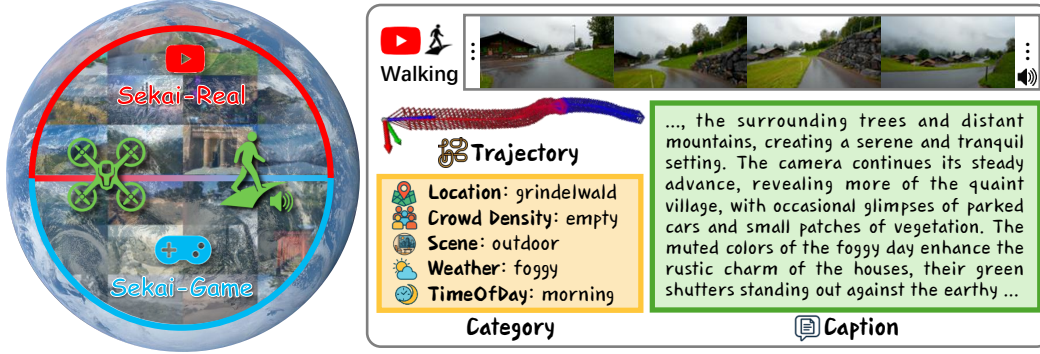 Sekai-Real
Sekai-Game
Walking
Trajectory
Location: grindelwald
Crowd Density: empty
Scene: outdoor
Weather: foggy
TimeOfDay: morning
Category
..., the surrounding trees and distant
mountains, creating a serene and tranquil
setting. The camera continues its steady
advance, revealing more of the quaint
village, with occasional glimpses of parked
cars and small patches of vegetation. The
muted colors of the foggy day enhance the
rustic charm of the houses, their green
shutters standing out against the earthy ...
Caption